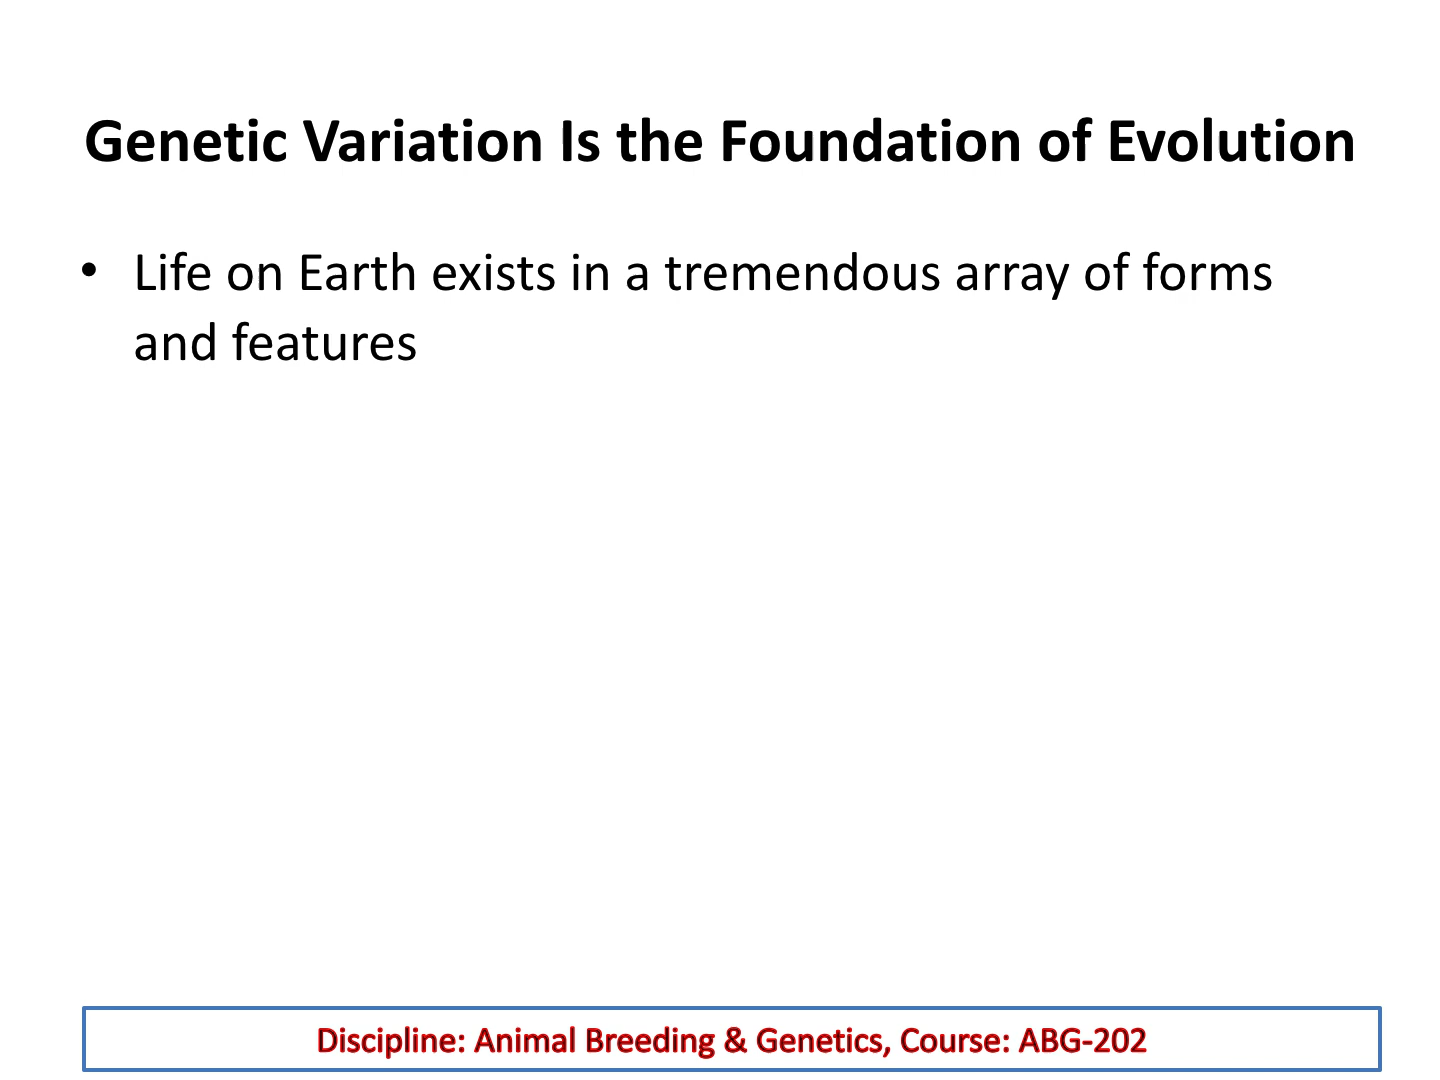 Genetic Variation Is the Foundation of Evolution
• Life on Earth exists in a tremendous array of forms
and features
Discipline: Animal Breeding & Genetics, Course: ABG-202